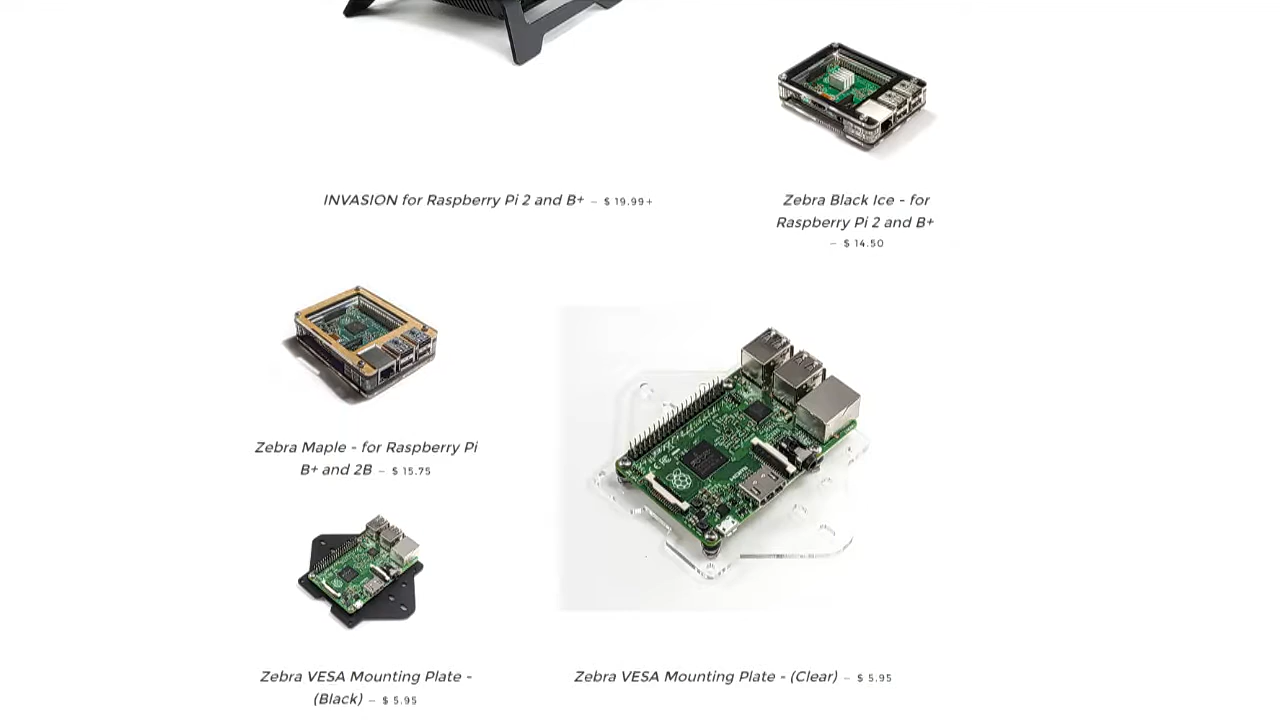 INVASION for Raspberry Pi 2 and B+ – $ 19.99+
Zebra Black Ice - for
Raspberry Pi 2 and B+
– $ 14.50
Zebra Maple - for Raspberry Pi
B+ and 2B – $ 15.75
Zebra VESA Mounting Plate -
(Black) – $ 5.95
Zebra VESA Mounting Plate - (Clear) – $ 5.95